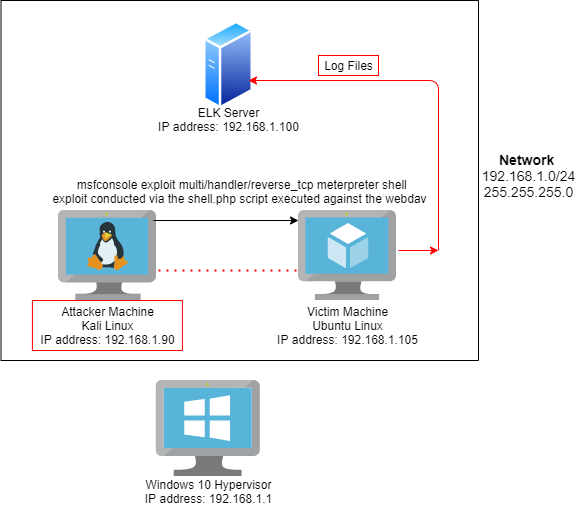 Log Files
ELK Server
IP address: 192.168.1.100
Network
192.168.1.0/24
255.255.255.0
msfconsole exploit multi/handler/reverse_tcp meterpreter shell
exploit conducted via the shell.php script executed against the webdav
Attacker Machine
Kali Linux
IP address: 192.168.1.90
Victim Machine
Ubuntu Linux
IP address: 192.168.1.105
Windows 10 Hypervisor
IP address: 192.168.1.1